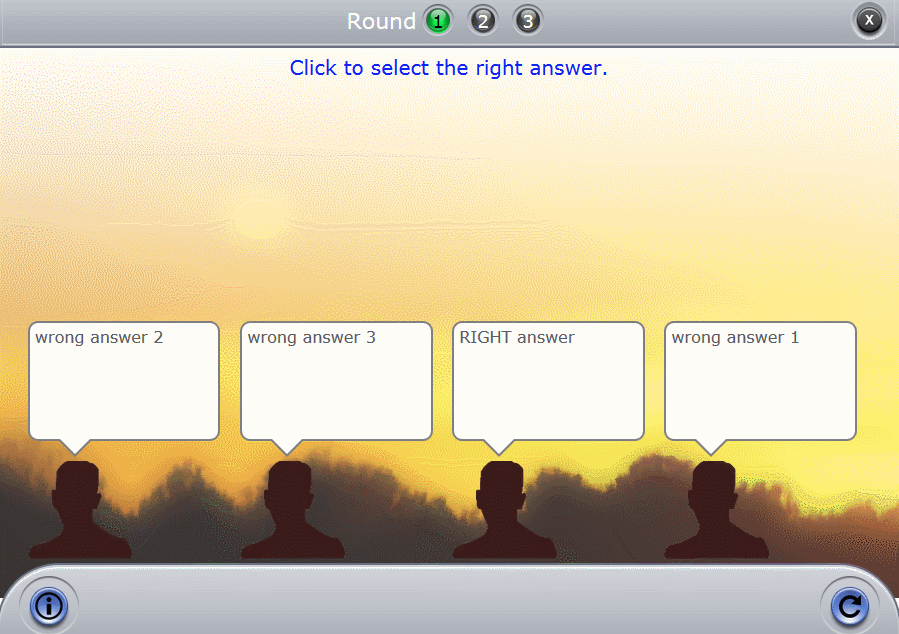 Round 1 2 3 X
Click to select the right answer.
wrong answer 2
wrong answer 3
RIGHT answer
wrong answer 1